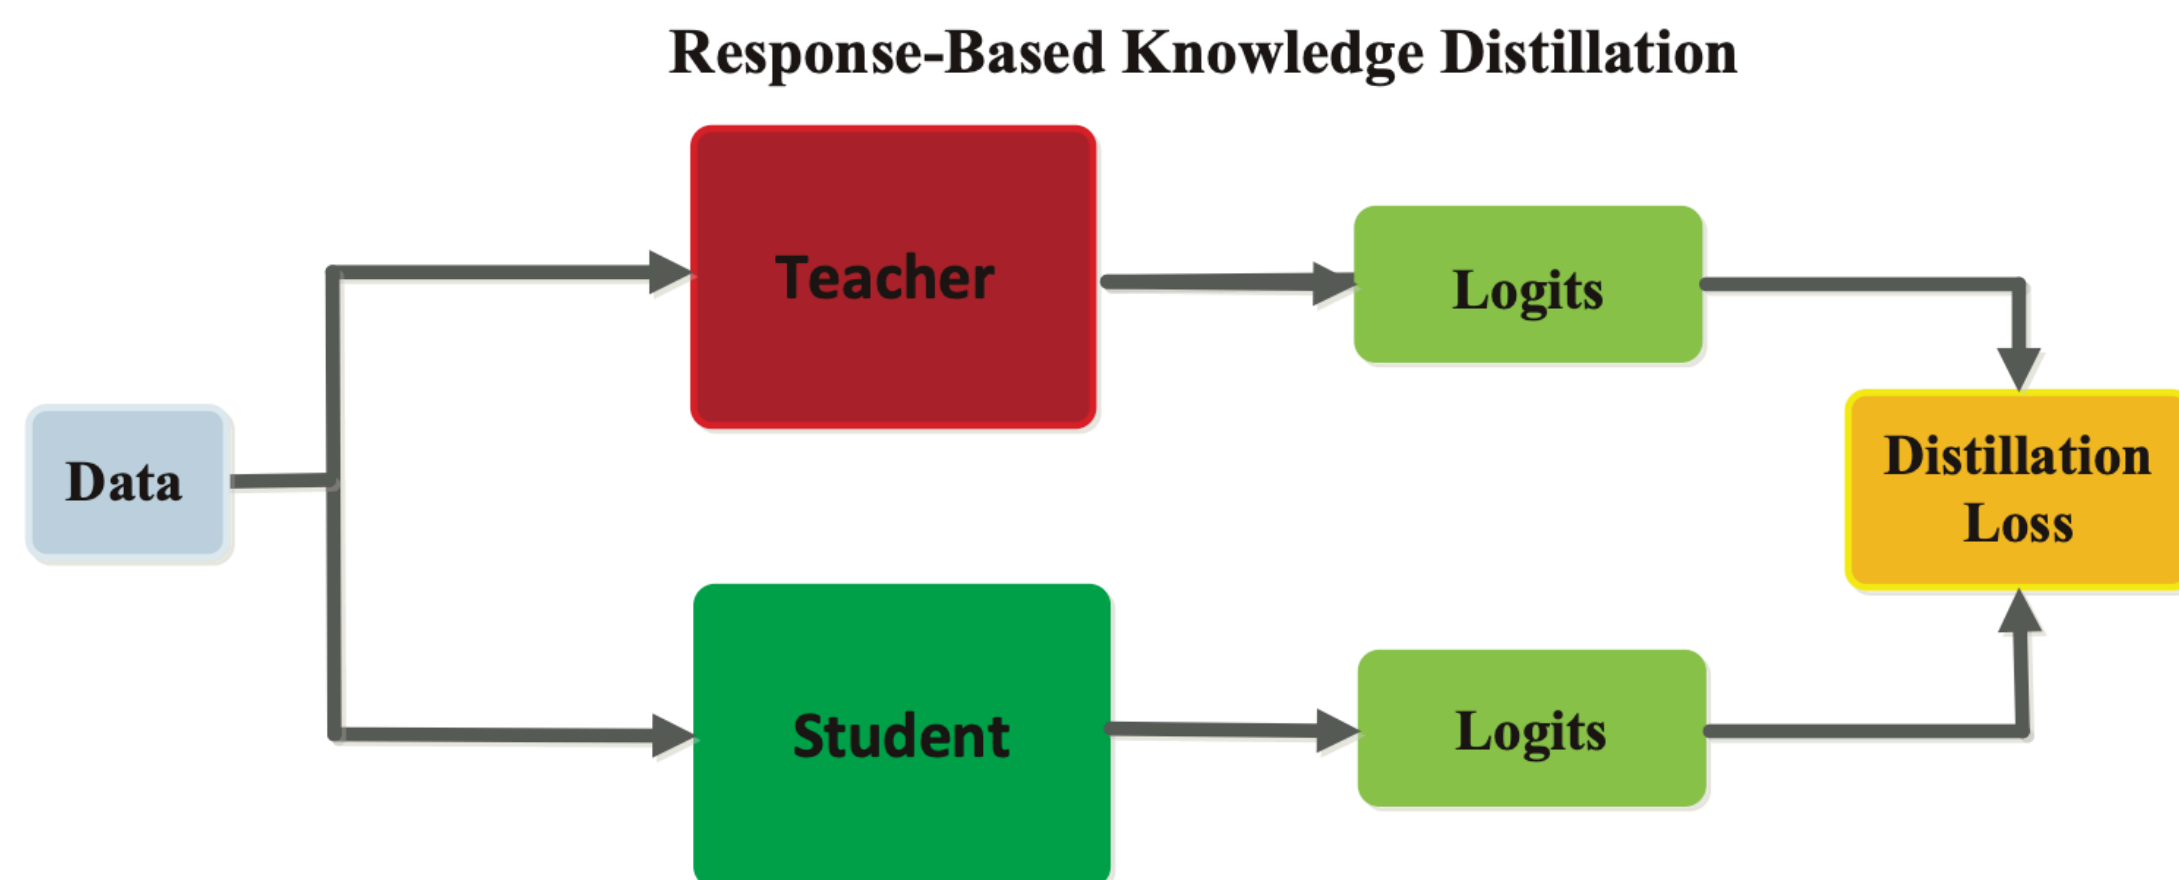 Response-Based Knowledge Distillation
Teacher
Logits
Data
Distillation
Loss
Student
Logits